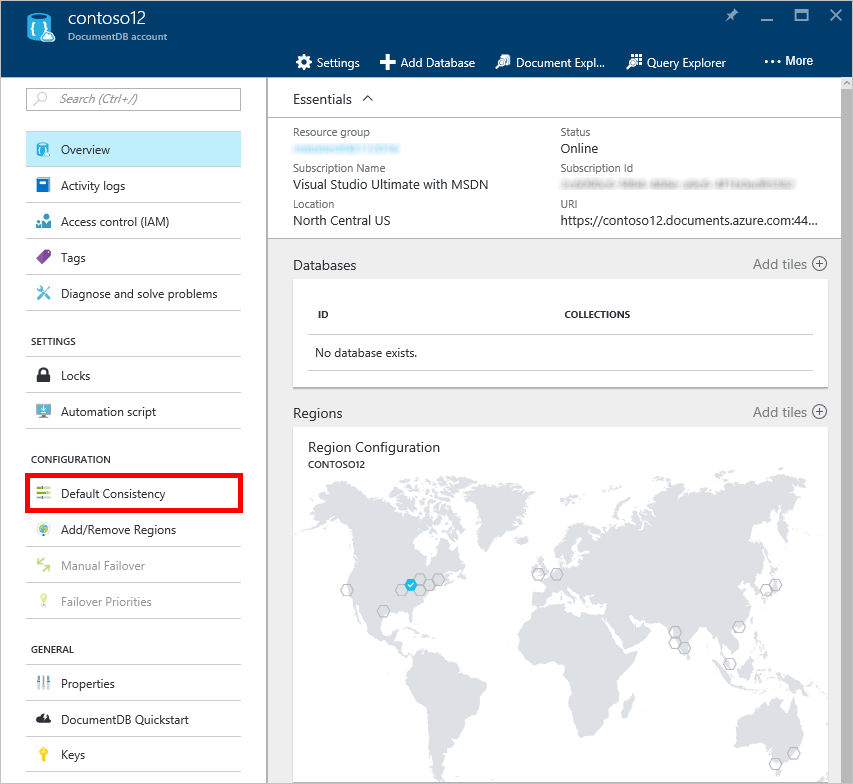 contoso12
DocumentDB account
Settings Add Database Document Expl... Query Explorer More
Search (Ctrl+/)
Overview
Activity logs
Access control (IAM)
Tags
Diagnose and solve problems
SETTINGS
Locks
Automation script
CONFIGURATION
Default Consistency
Add/Remove Regions
Manual Failover
Failover Priorities
GENERAL
Properties
DocumentDB Quickstart
Keys
Essentials
Resource group
Subscription Name
Visual Studio Ultimate with MSDN
Location
North Central US
Status
Online
Subscription Id
URI
https://contoso12.documents.azure.com:44...
Databases Add tiles
ID COLLECTIONS
No database exists.
Regions Add tiles
Region Configuration
CONTOSO12